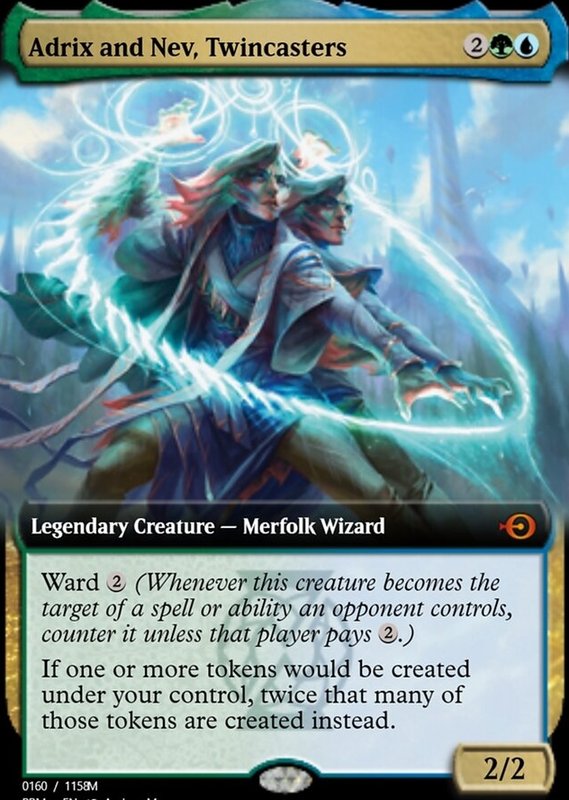 Adrix and Nev, Twincasters 2
Legendary Creature — Merfolk Wizard
Ward 2 (Whenever this creature becomes the
target of a spell or ability an opponent controls,
counter it unless that player pays 2.)
If one or more tokens would be created
under your control, twice that many of
those tokens are created instead.
2/2
0160 / 1158M